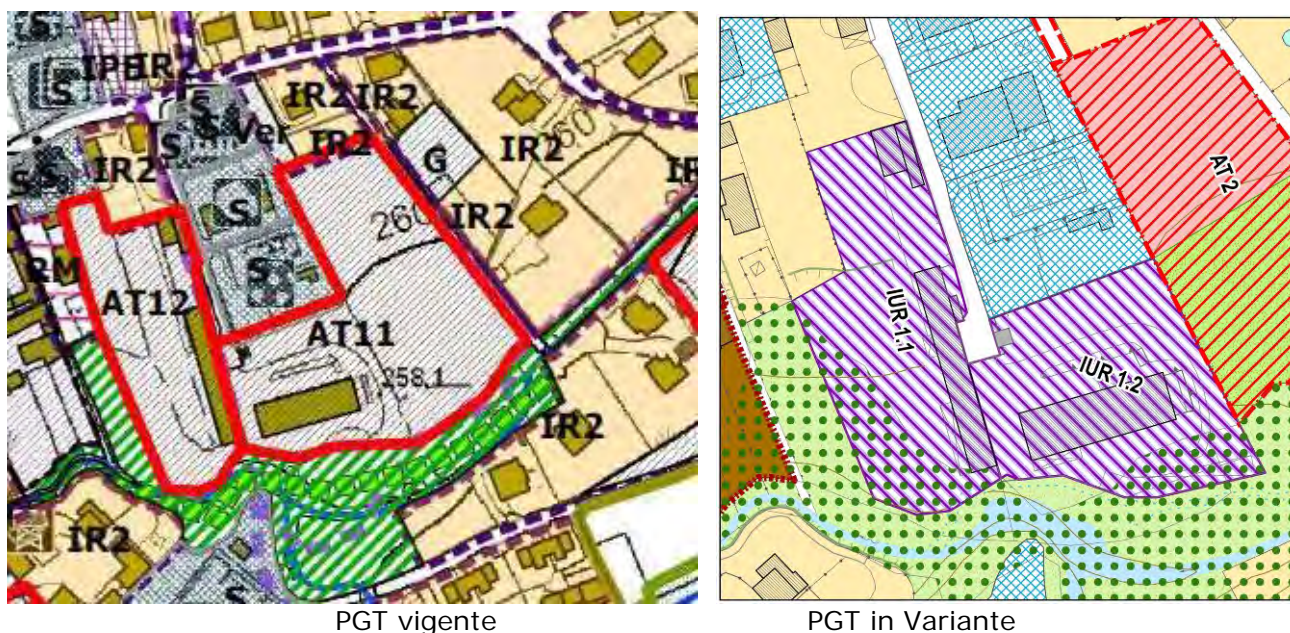 S
IPE
IR2
S
S
IR2
IR2
S
S Ver
IR2
IR2
G
260
IR2
S
IR2
S
S
IR2
260
S
RM
AT12
AT11
258.1
IR2
IR2
S
AT 2
IUR 1.1
IUR 1.2
PGT vigente
PGT in Variante